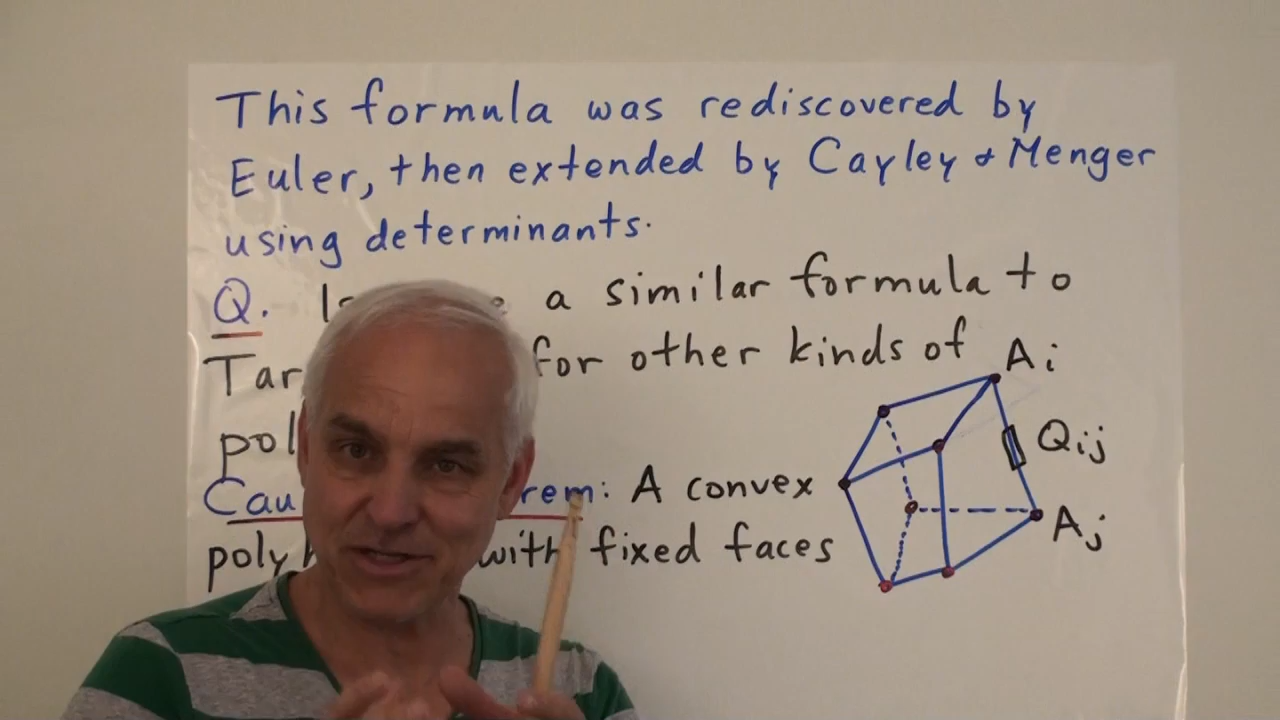 This formula was rediscovered by
Euler, then extended by Cayley & Menger
using determinants.
Q. a similar formula to
for other kinds of
A convex
with fixed faces
Ai
Qij
Aj